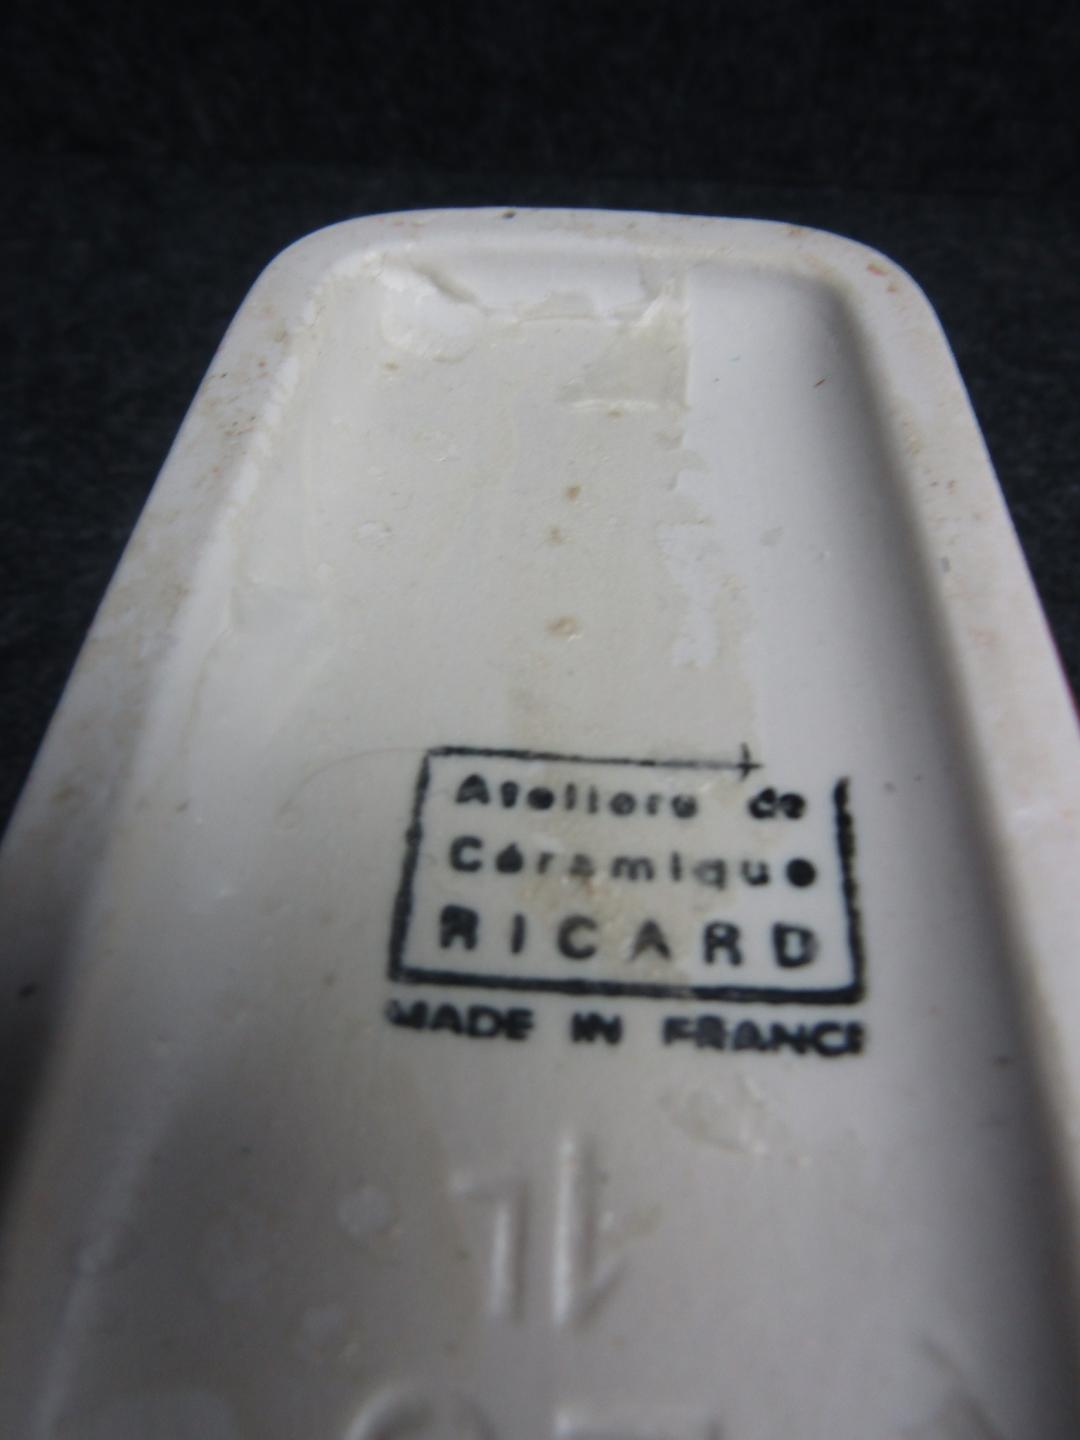 Ateliers de
Céramique
RICARD
MADE IN FRANCE